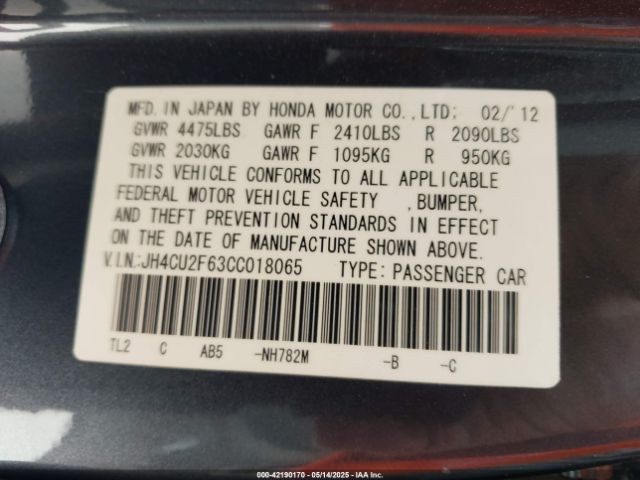 MFD. IN JAPAN BY HONDA MOTOR CO., LTD: 02/'12
GVWR 4475LBS GAWR F 2410LBS R 2090LBS
GVWR 2030KG GAWR F 1095KG R 950KG
THIS VEHICLE CONFORMS TO ALL APPLICABLE
FEDERAL MOTOR VEHICLE SAFETY , BUMPER,
AND THEFT PREVENTION STANDARDS IN EFFECT
ON THE DATE OF MANUFACTURE SHOWN ABOVE.
V.I.N.:JH4CU2F63CC018065 TYPE: PASSENGER CAR
TL2 C AB5 -NH782M -B -C
000-42190170 - 05/14/2025 - IAAI INC.